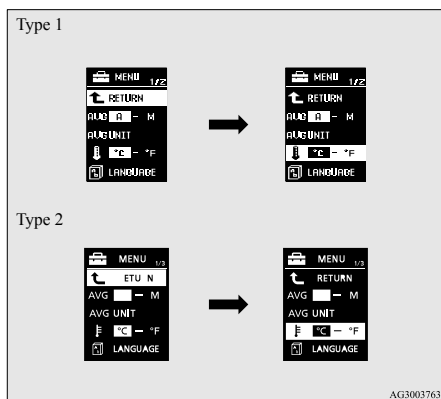 Type 1
MENU 1/2
RETURN
AVG A – M
AVG UNIT
°C – °F
LANGUAGE
MENU 1/2
RETURN
AVG A – M
AVG UNIT
°C – °F
LANGUAGE
Type 2
MENU 1/3
ETU N
AVG – M
AVG UNIT
°C – °F
LANGUAGE
MENU 1/3
RETURN
AVG – M
AVG UNIT
°C – °F
LANGUAGE
AG3003763